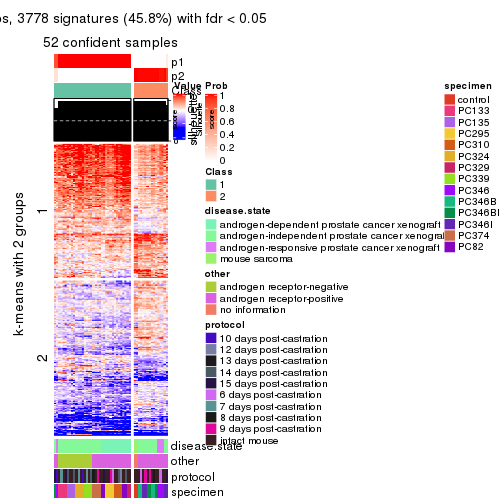 os, 3778 signatures (45.8%) with fdr < 0.05
52 confident samples
p1
p2
Class
silhouette score
k-means with 2 groups
1
2
disease.state
other
protocol
specimen
Value
Prob
1
0.8
0.6
0.4
0.2
0
Class
1
2
disease.state
androgen-dependent prostate cancer xenograft
androgen-independent prostate cancer xenograft
androgen-responsive prostate cancer xenograft
mouse sarcoma
other
androgen receptor-negative
androgen receptor-positive
no information
protocol
10 days post-castration
12 days post-castration
13 days post-castration
14 days post-castration
15 days post-castration
6 days post-castration
7 days post-castration
8 days post-castration
9 days post-castration
intact mouse
specimen
control
PC133
PC135
PC295
PC310
PC324
PC329
PC339
PC346
PC346B
PC346BI
PC346I
PC374
PC82